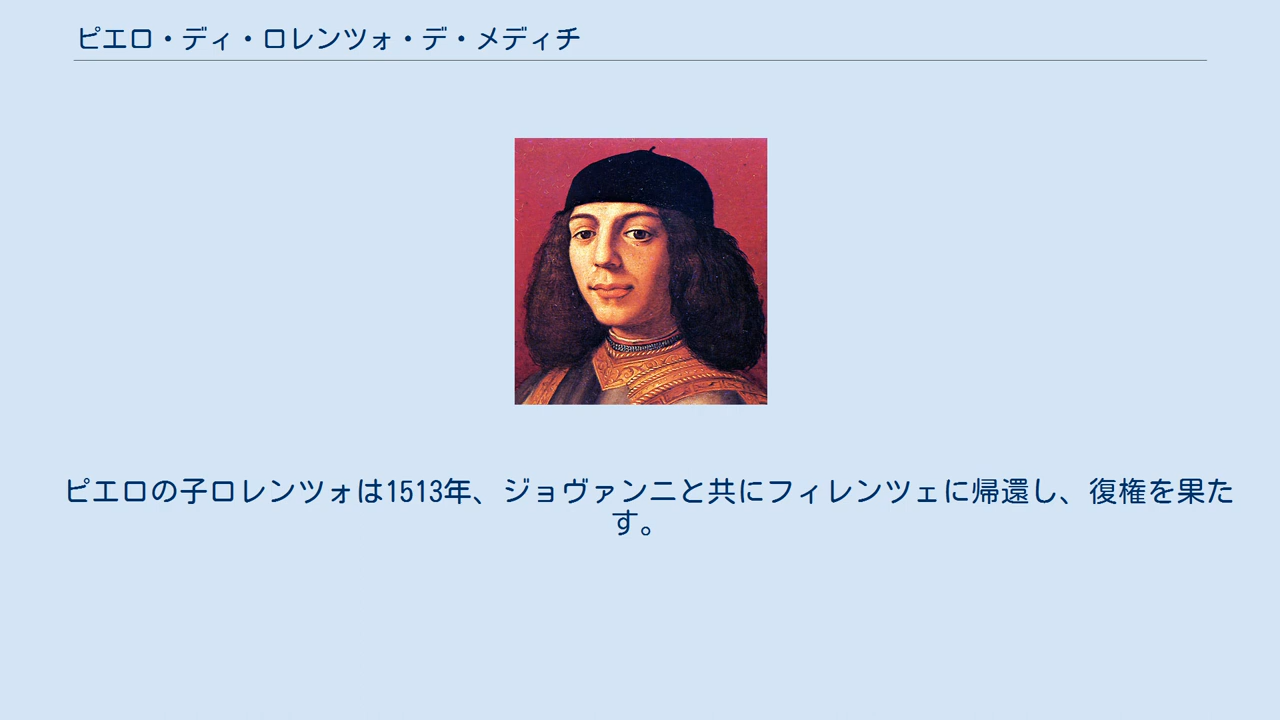 ピエロ・ディ・ロレンツォ・デ・メディチ
ピエロの子ロレンツォは1513年、ジョヴァンニと共にフィレンツェに帰還し、復権を果た
す。